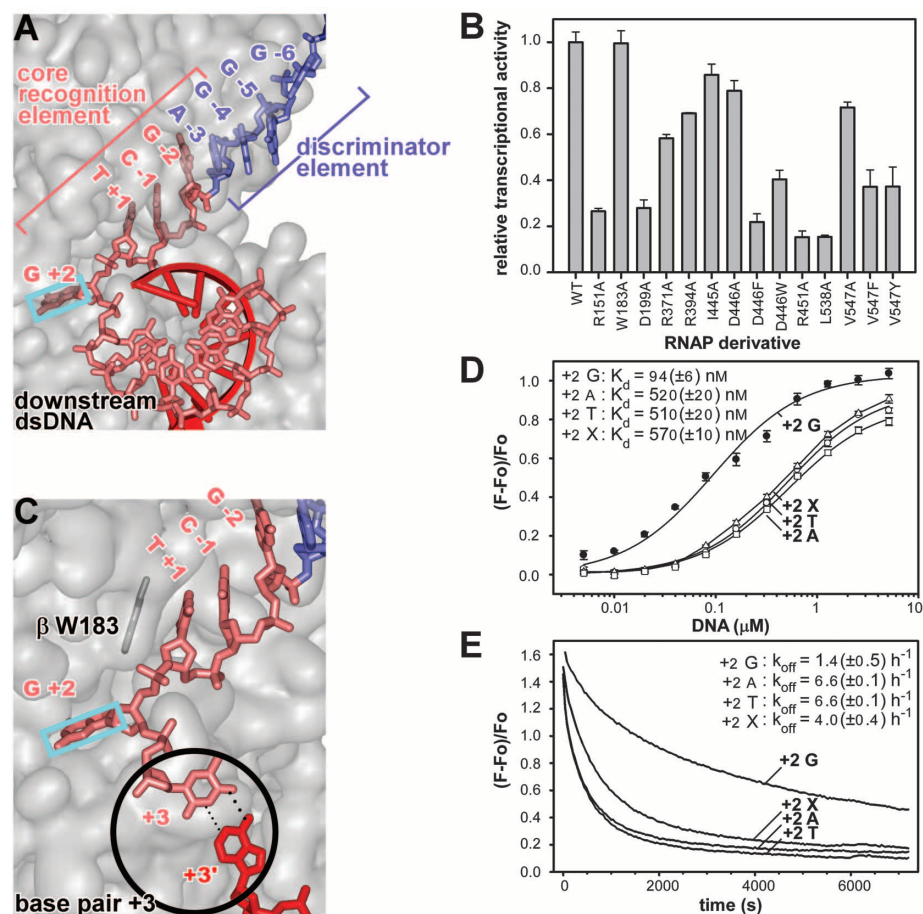 A
core
recognition
element
G -6
G -5
G -4
A -3
G -2
C -1
T +1
discriminator
element
G +2
downstream
dsDNA
B
relative transcriptional activity
1.0
0.8
0.6
0.4
0.2
0.0
WT
R151A
W183A
D199A
R371A
R394A
I445A
D446A
D446F
D446W
R451A
L538A
V547A
V547F
V547Y
RNAP derivative
C
G -2
C -1
T +1
β W183
G +2
+3
+3'
base pair +3
D
(F-Fo)/Fo
1.0
0.8
0.6
0.4
0.2
0.0
+2 G: Kd = 94(±6) nM
+2 A: Kd = 520(±20) nM
+2 T: Kd = 510(±20) nM
+2 X: Kd = 570(±10) nM
+2 G
+2 X
+2 T
+2 A
0.01
0.1
1
10
DNA (μM)
E
(F-Fo)/Fo
1.6
1.4
1.2
1.0
0.8
0.6
0.4
0.2
0.0
+2 G : koff = 1.4(±0.5) h-1
+2 A : koff = 6.6(±0.1) h-1
+2 T : koff = 6.6(±0.1) h-1
+2 X : koff = 4.0(±0.4) h-1
+2 G
+2 X
+2 A
+2 T
0
2000
4000
6000
time (s)